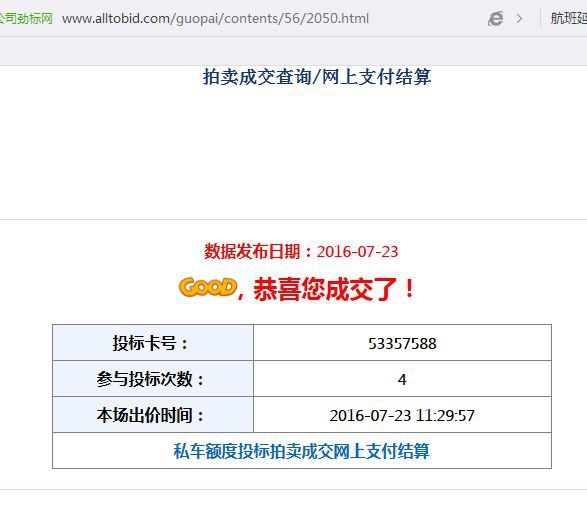 公司劲标网 www.alltobid.com/guopai/contents/56/2050.html 航班延
拍卖成交查询/网上支付结算
数据发布日期：2016-07-23
GOOD, 恭喜您成交了！
投标卡号： 53357588
参与投标次数： 4
本场出价时间： 2016-07-23 11:29:57
私车额度投标拍卖成交网上支付结算